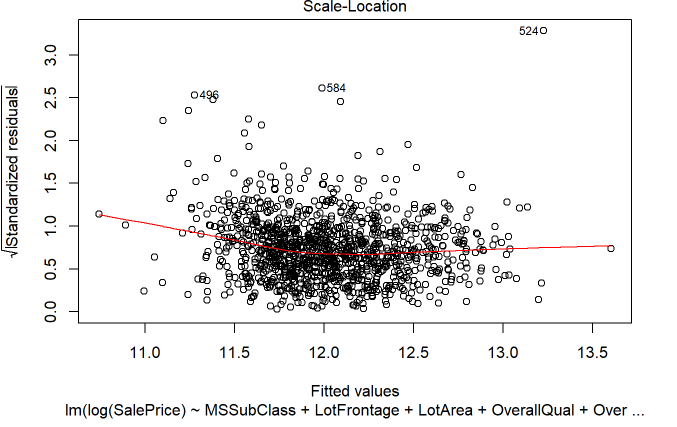 Scale-Location
√|Standardized residuals|
3.0
2.5
2.0
1.5
1.0
0.5
0.0
524
496
584
11.0 11.5 12.0 12.5 13.0 13.5
Fitted values
lm(log(SalePrice) ~ MSSubClass + LotFrontage + LotArea + OverallQual + Over ...